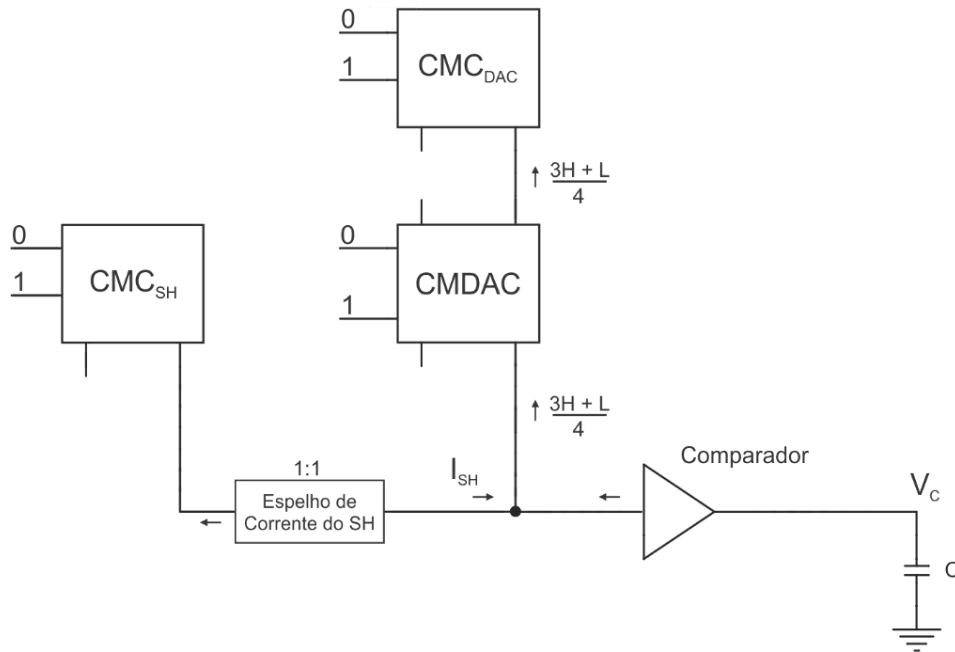 0
1
CMC_DAC
3H + L
4
0
1
CMC_SH
0
1
CMDAC
3H + L
4
1:1
Espelho de
Corrente do SH
I_SH
Comparador
V_C
C